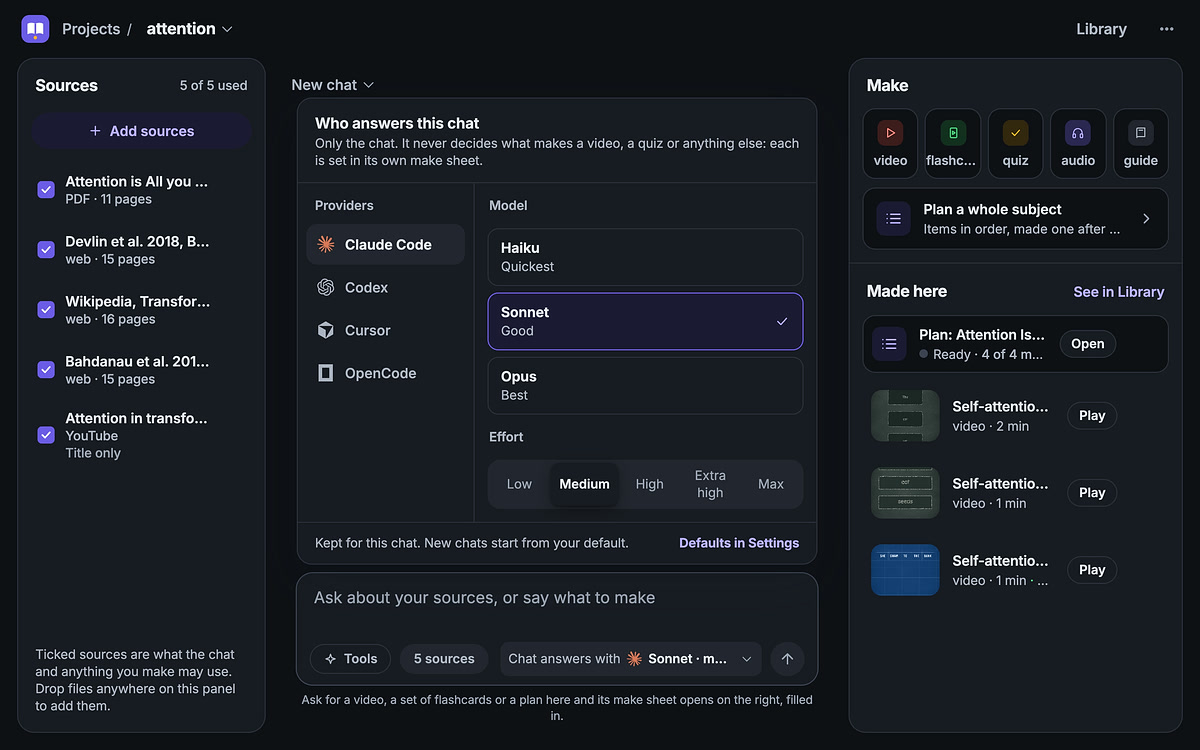 Projects / attention
Library
Sources
5 of 5 used
+ Add sources
Attention is All you ...
PDF · 11 pages
Devlin et al. 2018, B...
web · 15 pages
Wikipedia, Transfor...
web · 16 pages
Bahdanau et al. 201...
web · 15 pages
Attention in transfo...
YouTube
Title only
Ticked sources are what the chat
and anything you make may use.
Drop files anywhere on this panel
to add them.
New chat
Who answers this chat
Only the chat. It never decides what makes a video, a quiz or anything else: each
is set in its own make sheet.
Providers
Claude Code
Codex
Cursor
OpenCode
Model
Haiku
Quickest
Sonnet
Good
Opus
Best
Effort
Low
Medium
High
Extra
high
Max
Kept for this chat. New chats start from your default.
Defaults in Settings
Ask about your sources, or say what to make
Tools
5 sources
Chat answers with Sonnet · m...
Ask for a video, a set of flashcards or a plan here and its make sheet opens on the right, filled
in.
Make
video
flashc...
quiz
audio
guide
Plan a whole subject
Items in order, made one after ...
Made here
See in Library
Plan: Attention Is...
Ready · 4 of 4 m...
Open
Self-attentio...
video · 2 min
Play
Self-attentio...
video · 1 min
Play
Self-attentio...
video · 1 min · ...
Play